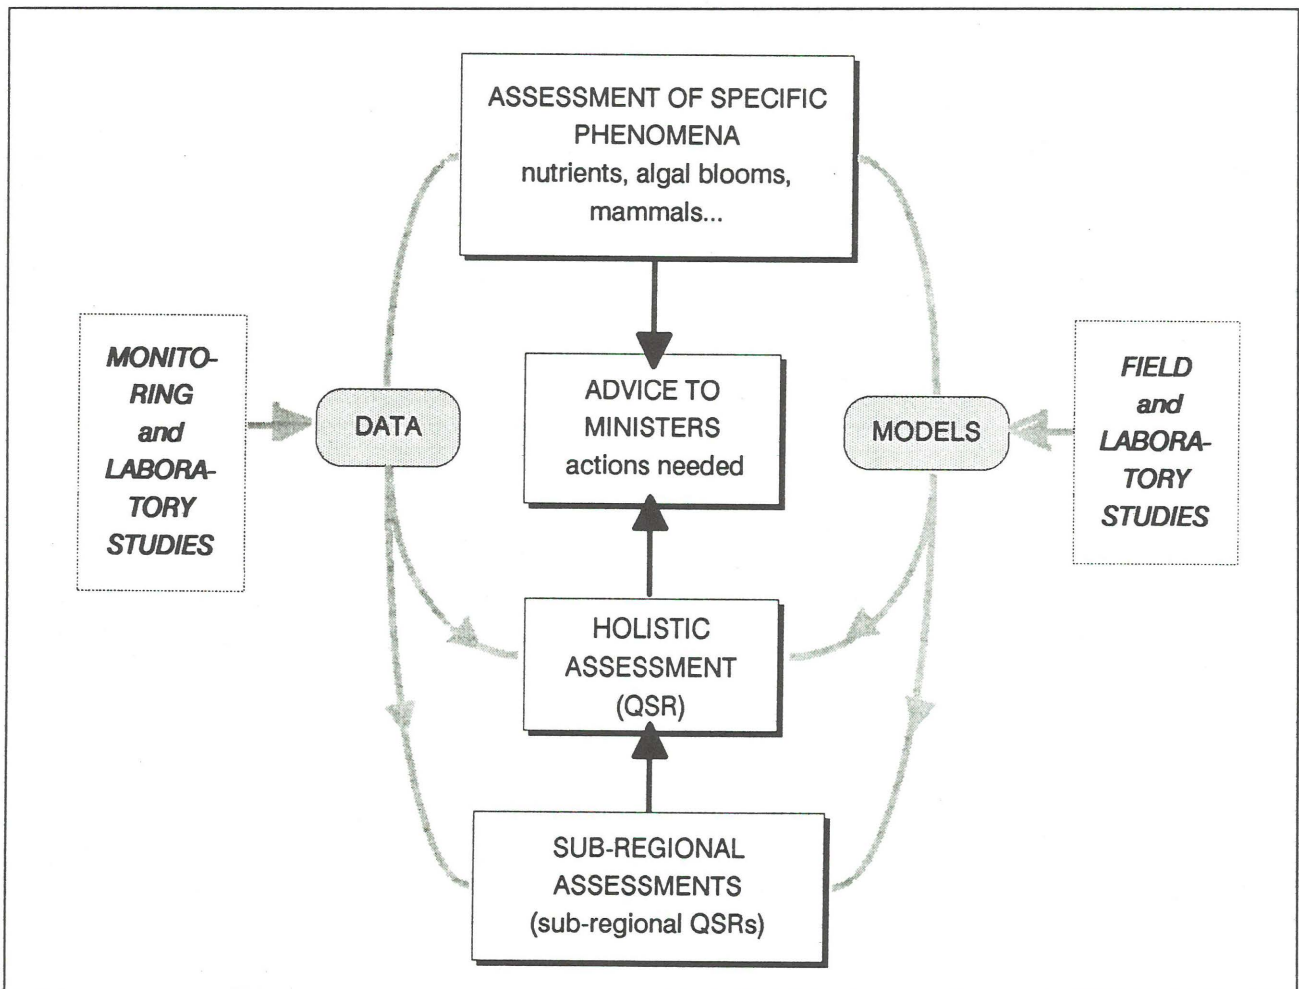 ASSESSMENT OF SPECIFIC
PHENOMENA
nutrients, algal blooms,
mammals...
MONITO-
RING
and
LABORA-
TORY
STUDIES
DATA
ADVICE TO
MINISTERS
actions needed
MODELS
FIELD
and
LABORA-
TORY
STUDIES
HOLISTIC
ASSESSMENT
(QSR)
SUB-REGIONAL
ASSESSMENTS
(sub-regional QSRs)